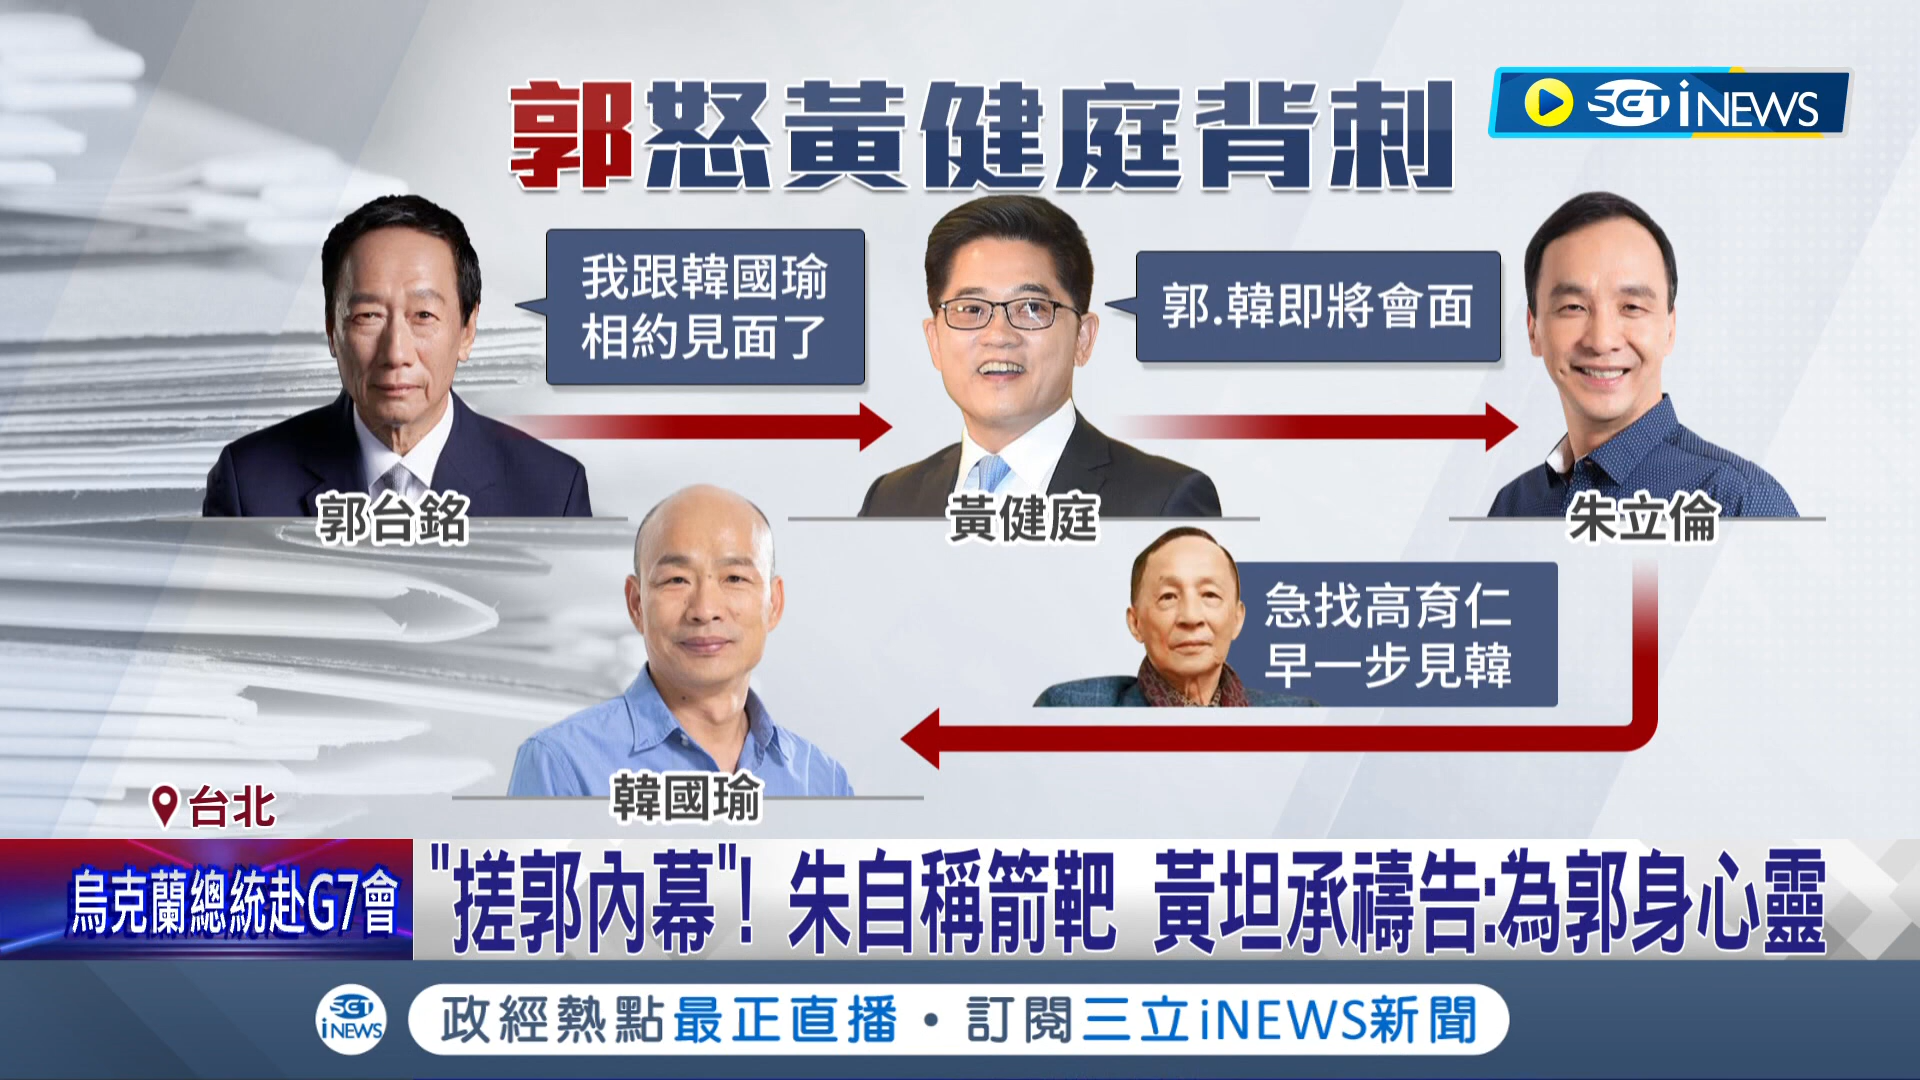 郭怒黃健庭背刺
SET iNEWS
我跟韓國瑜
相約見面了
郭.韓即將會面
郭台銘
黃健庭
朱立倫
急找高育仁
早一步見韓
韓國瑜
台北
烏克蘭總統赴G7會
"搓郭內幕"! 朱自稱箭靶 黃坦承禱告:為郭身心靈
SET
iNEWS
政經熱點最正直播・訂閱三立iNEWS新聞